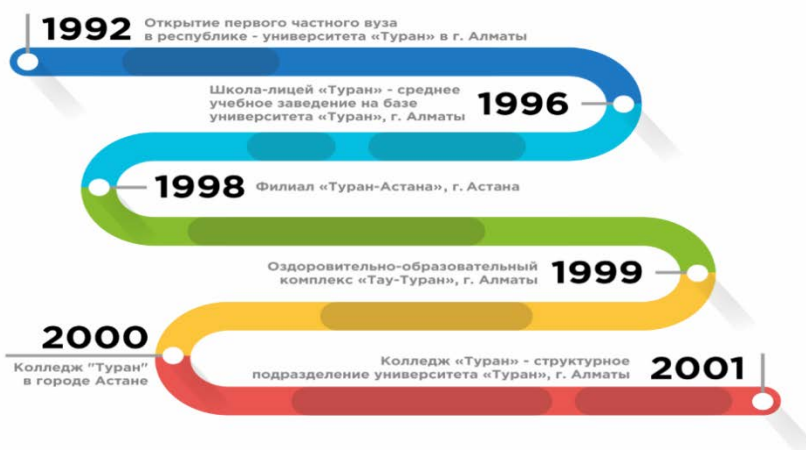 1992
Открытие первого частного вуза
в республике - университета «Туран» в г. Алматы
Школа-лицей «Туран» - среднее
учебное заведение на базе
университета «Туран», г. Алматы
1996
1998
Филиал «Туран-Астана», г. Астана
Оздоровительно-образовательный
комплекс «Тау-Туран», г. Алматы
1999
2000
Колледж "Туран"
в городе Астане
Колледж «Туран» - структурное
подразделение университета «Туран», г. Алматы
2001